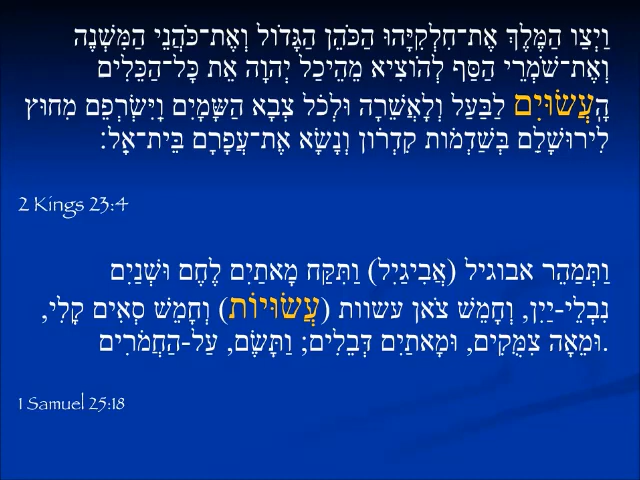 וַיְצַו הַמֶּלֶךְ אֶת־חִלְקִיָּהוּ הַכֹּהֵן הַגָּדוֹל וְאֶת־כֹּהֲנֵי הַמִּשְׁנֶה
וְאֶת־שֹׁמְרֵי הַסַּף לְהוֹצִיא מֵהֵיכַל יְהוָה אֵת כָּל־הַכֵּלִים
הָעֲשׂוּיִם לַבַּעַל וְלָאֲשֵׁרָה וּלְכֹל צְבָא הַשָּׁמָיִם וַיִּשְׂרְפֵם מִחוּץ
לִירוּשָׁלִַם בְּשַׁדְמוֹת קִדְרוֹן וְנָשָׂא אֶת־עֲפָרָם בֵּית־אֵל׃
2 Kings 23:4
וַתְּמַהֵר אבוגיל (אֲבִיגַיִל) וַתִּקַּח מָאתַיִם לֶחֶם וּשְׁנַיִם
נִבְלֵי-יַיִן, וְחָמֵשׁ צֹאן עשוות (עֲשׂוּיוֹת) וְחָמֵשׁ סְאִים קָלִי,
וּמֵאָה צִמֻּקִים, וּמָאתַיִם דְּבֵלִים; וַתָּשֶׂם, עַל-הַחֲמֹרִים.
1 Samuel 25:18